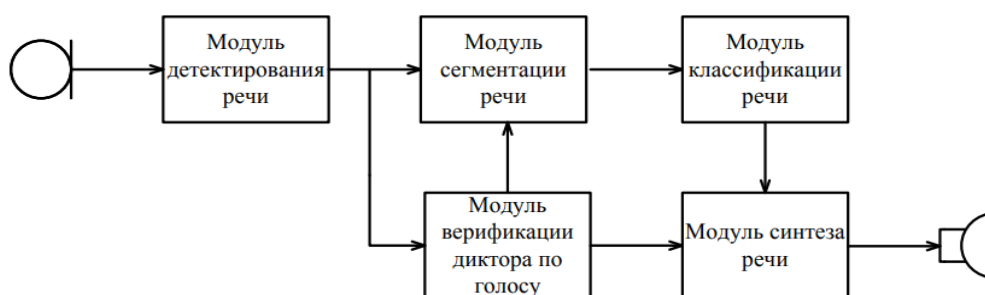 Модуль
детектирования
речи
Модуль
сегментации
речи
Модуль
классификации
речи
Модуль
верификации
диктора по
голосу
Модуль синтеза
речи